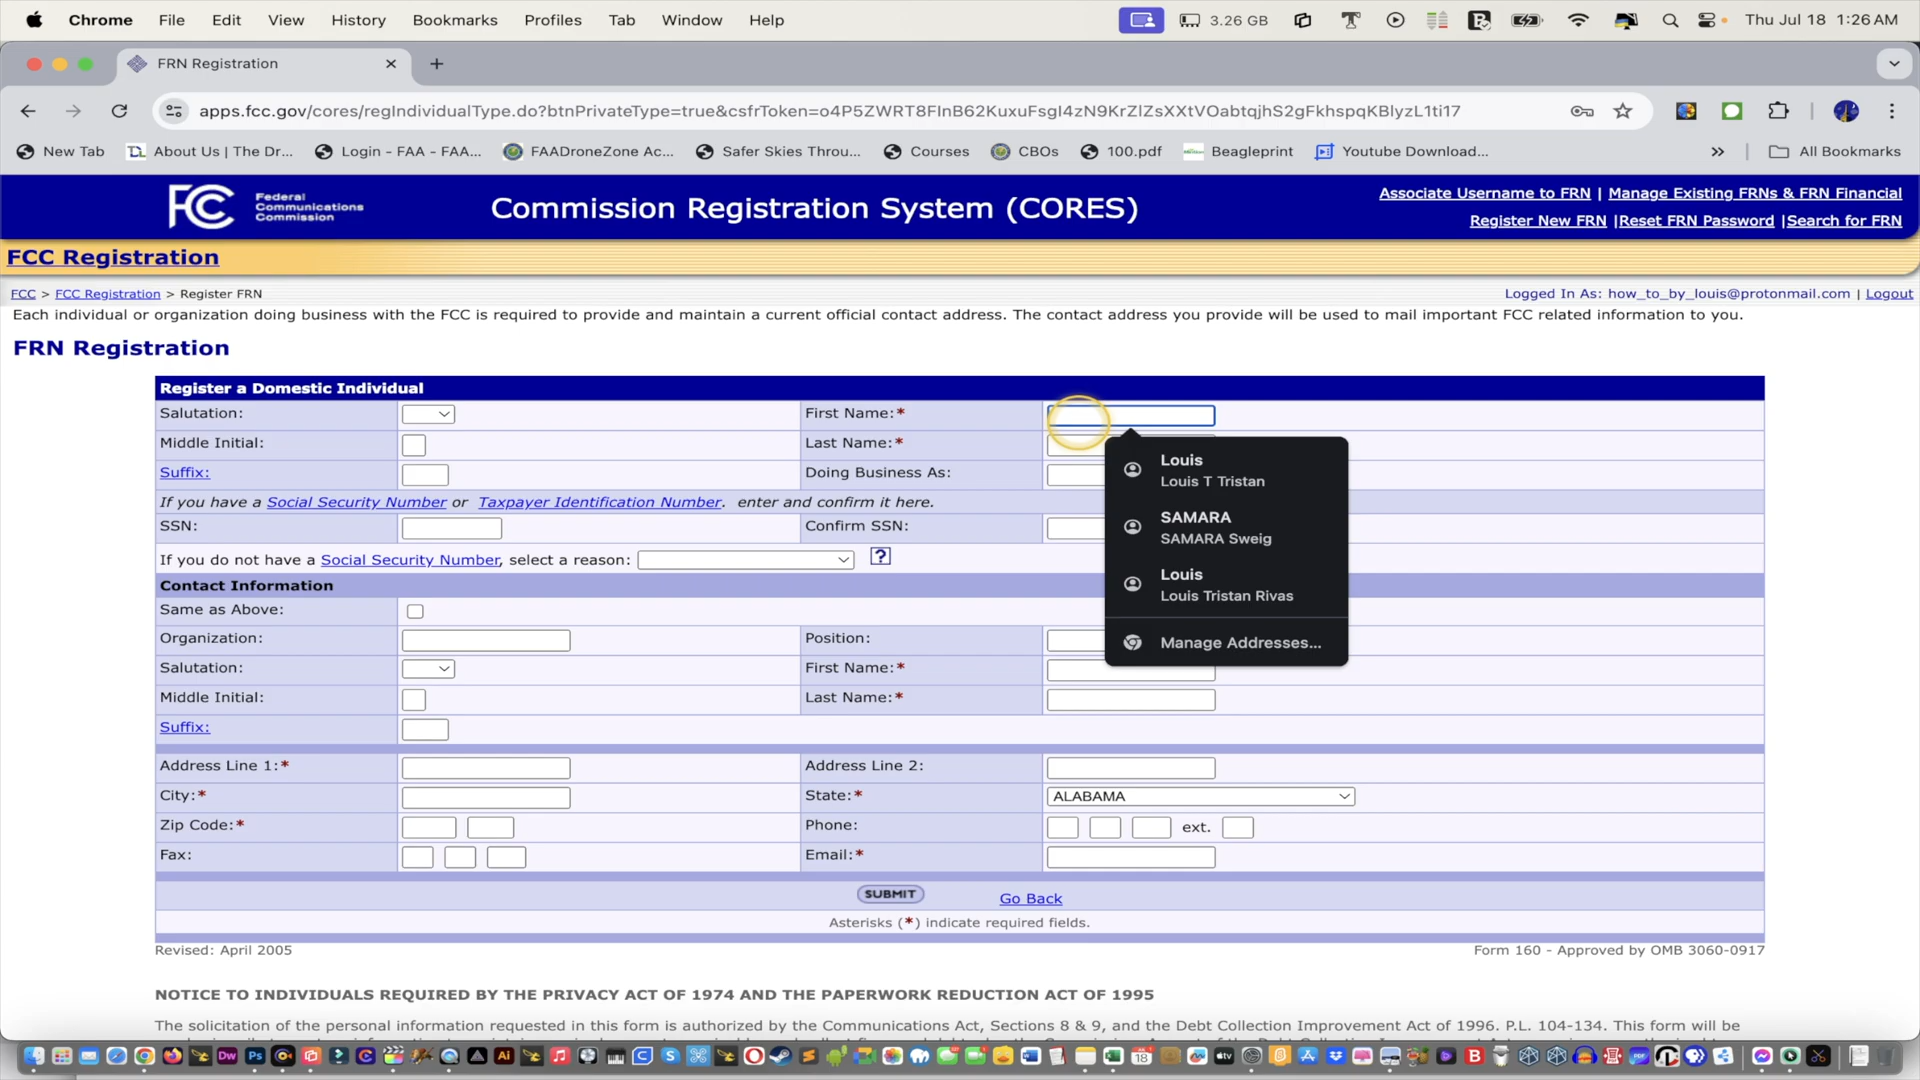 Chrome File Edit View History Bookmarks Profiles Tab Window Help 3.26 GB Thu Jul 18 1:26 AM
FRN Registration
apps.fcc.gov/cores/regIndividualType.do?btnPrivateType=true&csfrToken=o4P5ZWRT8FInB62KuxuFsgI4zN9KrZlZsXXtVOabtqjhS2gFkhspqKBlyzL1ti17
New Tab About Us | The Dr... Login - FAA - FAA... FAADroneZone Ac... Safer Skies Throu... Courses CBOs 100.pdf Beagleprint Youtube Download... » All Bookmarks
FCC Federal Communications Commission
Commission Registration System (CORES)
Associate Username to FRN | Manage Existing FRNs & FRN Financial
Register New FRN |Reset FRN Password |Search for FRN
FCC Registration
FCC > FCC Registration > Register FRN
Logged In As: how_to_by_louis@protonmail.com | Logout
Each individual or organization doing business with the FCC is required to provide and maintain a current official contact address. The contact address you provide will be used to mail important FCC related information to you.
FRN Registration
Register a Domestic Individual
Salutation: First Name:*
Middle Initial: Last Name:*
Suffix: Doing Business As:
If you have a Social Security Number or Taxpayer Identification Number. enter and confirm it here.
SSN: Confirm SSN:
If you do not have a Social Security Number, select a reason: ?
Louis
Louis T Tristan
SAMARA
SAMARA Sweig
Louis
Louis Tristan Rivas
Manage Addresses...
Contact Information
Same as Above:
Organization: Position:
Salutation: First Name:*
Middle Initial: Last Name:*
Suffix:
Address Line 1:* Address Line 2:
City:* State:* ALABAMA
Zip Code:* Phone: ext.
Fax: Email:*
SUBMIT Go Back
Asterisks (*) indicate required fields.
Revised: April 2005 Form 160 - Approved by OMB 3060-0917
NOTICE TO INDIVIDUALS REQUIRED BY THE PRIVACY ACT OF 1974 AND THE PAPERWORK REDUCTION ACT OF 1995
The solicitation of the personal information requested in this form is authorized by the Communications Act, Sections 8 & 9, and the Debt Collection Improvement Act of 1996. P.L. 104-134. This form will be
Dw Ps Ai 18 tv B